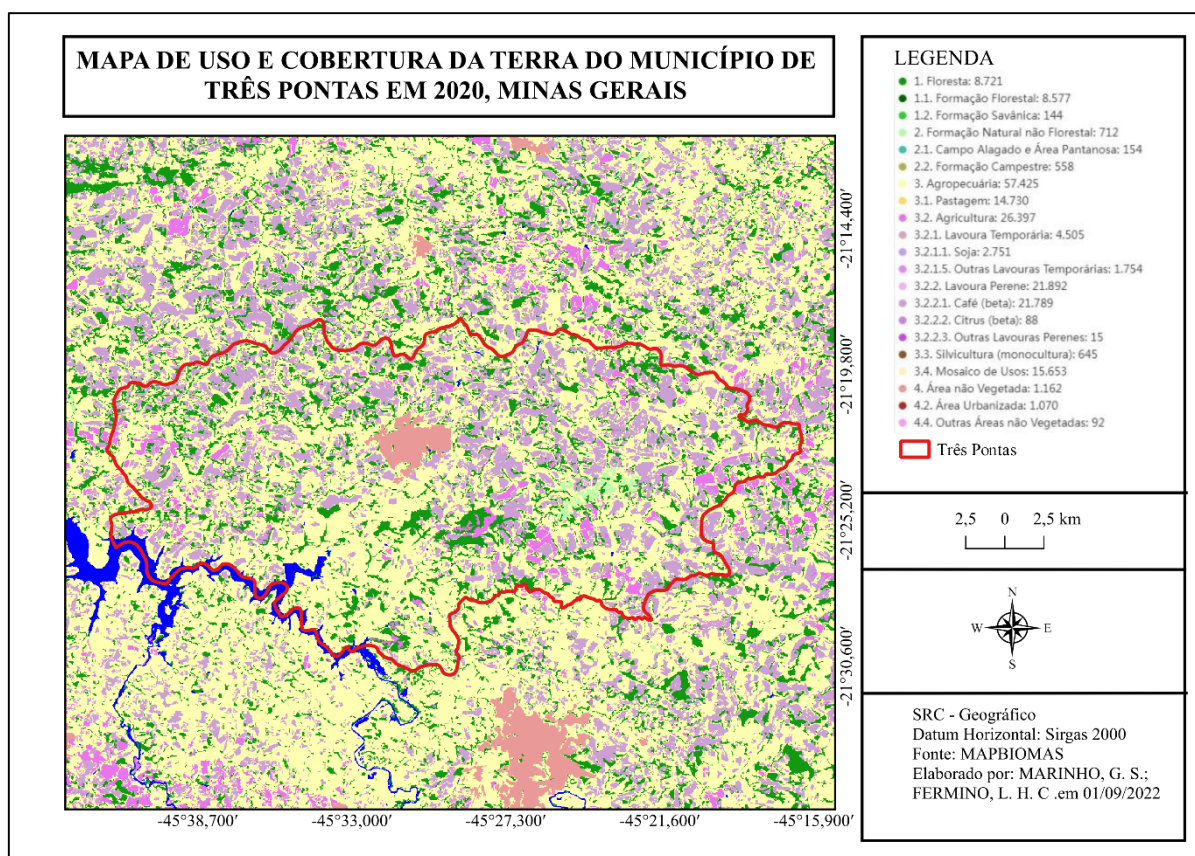 MAPA DE USO E COBERTURA DA TERRA DO MUNICÍPIO DE
TRÊS PONTAS EM 2020, MINAS GERAIS
-21°14,400′
-21°19,800′
-21°25,200′
-21°30,600′
-45°38,700′
-45°33,000′
-45°27,300′
-45°21,600′
-45°15,900′
LEGENDA
1. Floresta: 8.721
1.1. Formação Florestal: 8.577
1.2. Formação Savânica: 144
2. Formação Natural não Florestal: 712
2.1. Campo Alagado e Área Pantanosa: 154
2.2. Formação Campestre: 558
3. Agropecuária: 57.425
3.1. Pastagem: 14.730
3.2. Agricultura: 26.397
3.2.1. Lavoura Temporária: 4.505
3.2.1.1. Soja: 2.751
3.2.1.5. Outras Lavouras Temporárias: 1.754
3.2.2. Lavoura Perene: 21.892
3.2.2.1. Café (beta): 21.789
3.2.2.2. Citrus (beta): 88
3.2.2.3. Outras Lavouras Perenes: 15
3.3. Silvicultura (monocultura): 645
3.4. Mosaico de Usos: 15.653
4. Área não Vegetada: 1.162
4.2. Área Urbanizada: 1.070
4.4. Outras Áreas não Vegetadas: 92
Três Pontas
2,5 0 2,5 km
N
W E
S
SRC - Geográfico
Datum Horizontal: Sirgas 2000
Fonte: MAPBIOMAS
Elaborado por: MARINHO, G. S.;
FERMINO, L. H. C .em 01/09/2022